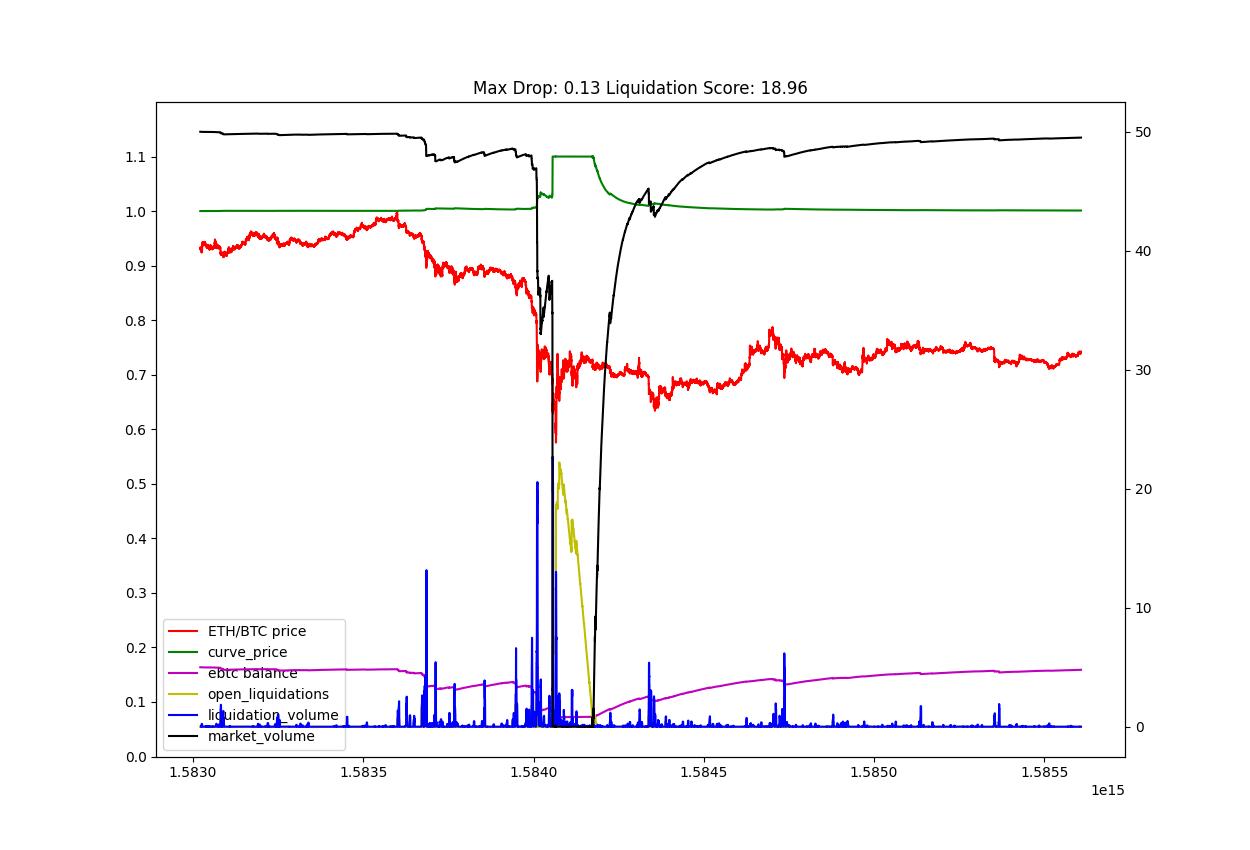 Max Drop: 0.13 Liquidation Score: 18.96
1.1
1.0
0.9
0.8
0.7
0.6
0.5
0.4
0.3
0.2
0.1
0.0
50
40
30
20
10
0
ETH/BTC price
curve_price
ebtc balance
open_liquidations
liquidation_volume
market_volume
1.5830 1.5835 1.5840 1.5845 1.5850 1.5855
1e15